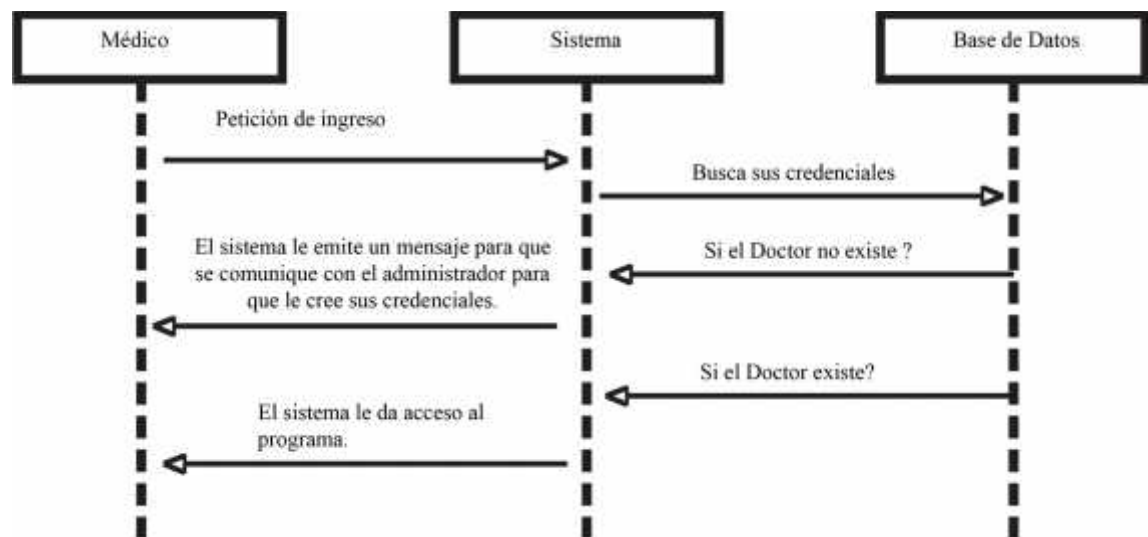 Médico
Sistema
Base de Datos
Petición de ingreso
Busca sus credenciales
Si el Doctor no existe ?
El sistema le emite un mensaje para que
se comunique con el administrador para
que le cree sus credenciales.
Si el Doctor existe?
El sistema le da acceso al
programa.